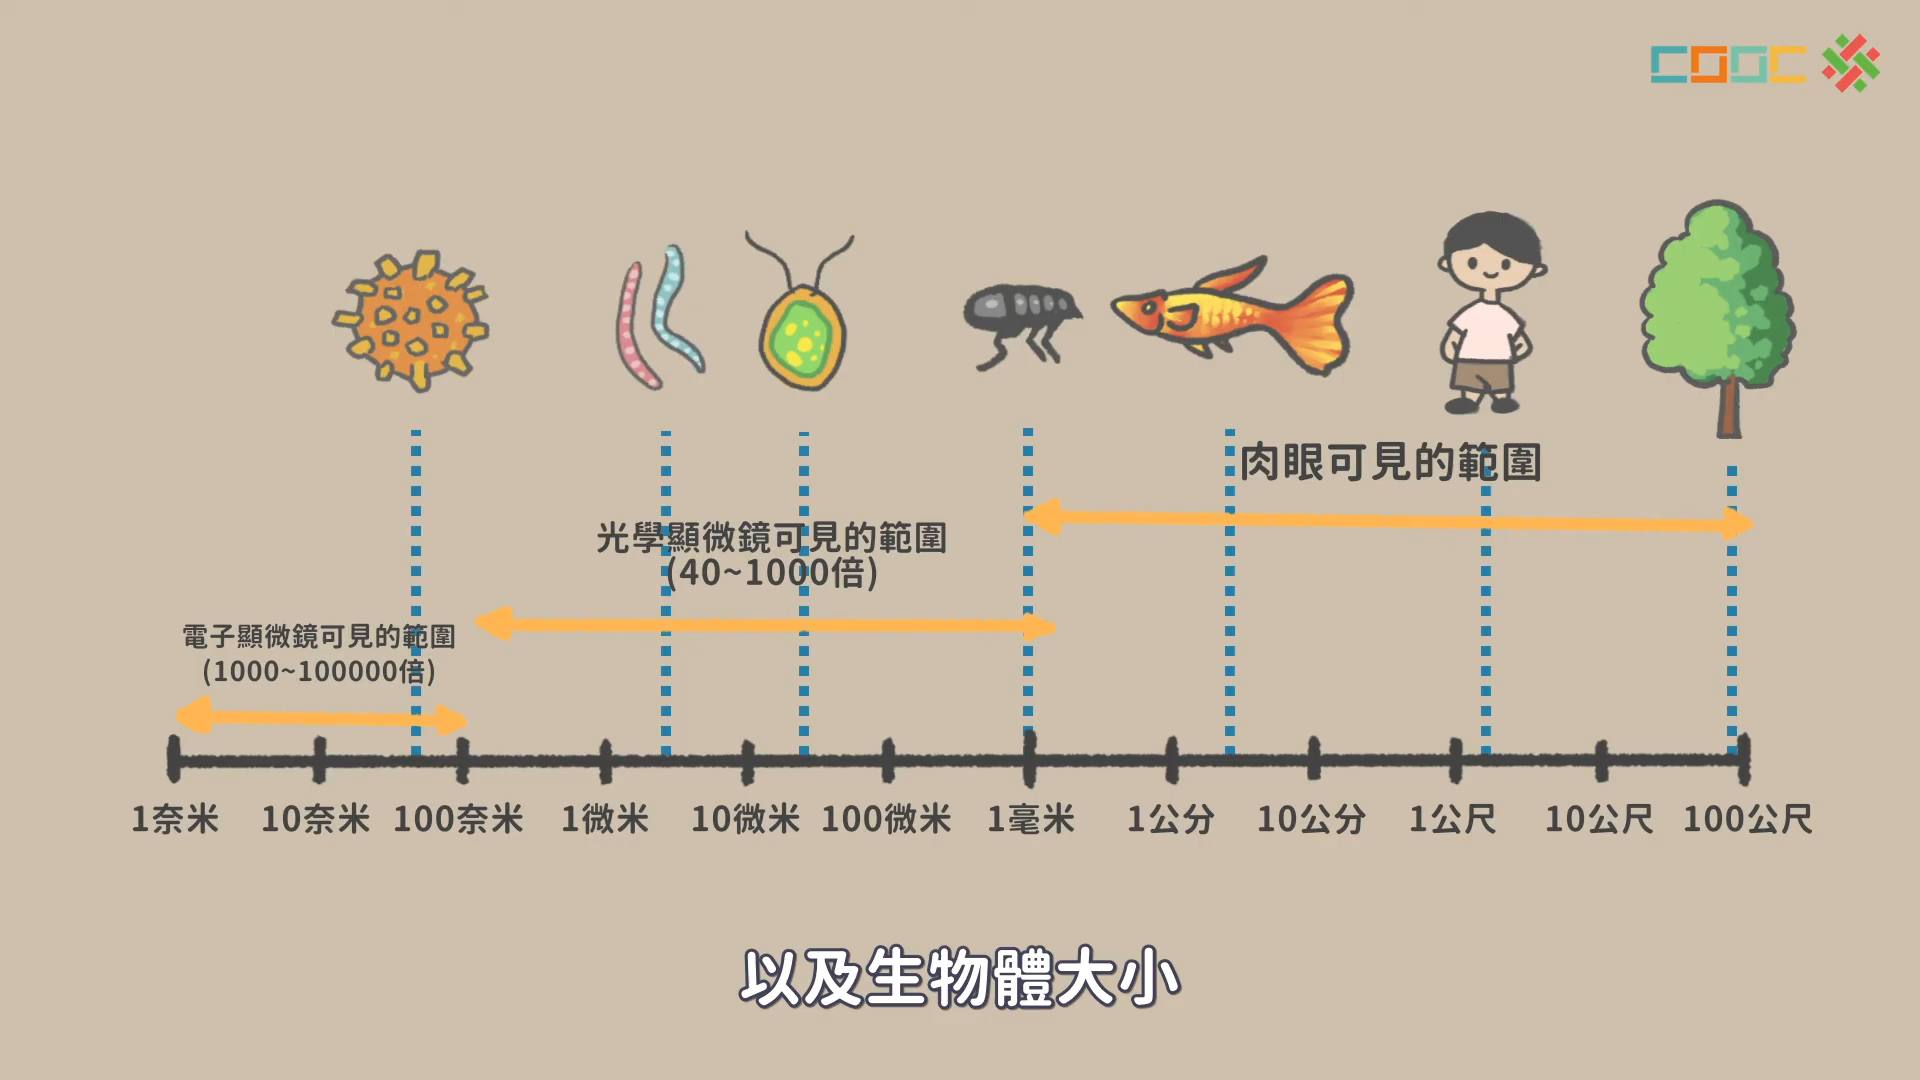 COOC
肉眼可見的範圍
光學顯微鏡可見的範圍
(40~1000倍)
電子顯微鏡可見的範圍
(1000~100000倍)
1奈米 10奈米 100奈米 1微米 10微米 100微米 1毫米 1公分 10公分 1公尺 10公尺 100公尺
以及生物體大小